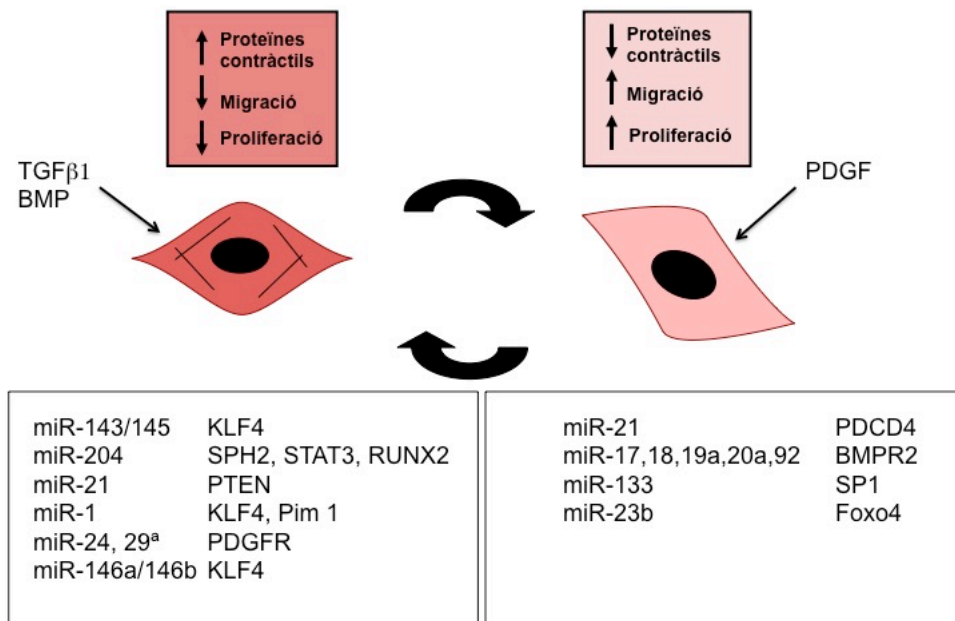 Proteïnes
contràctils
Migració
Proliferació
Proteïnes
contràctils
Migració
Proliferació
TGFβ1
BMP
PDGF
miR-143/145 KLF4
miR-204 SPH2, STAT3, RUNX2
miR-21 PTEN
miR-1 KLF4, Pim 1
miR-24, 29ª PDGFR
miR-146a/146b KLF4
miR-21 PDCD4
miR-17,18,19a,20a,92 BMPR2
miR-133 SP1
miR-23b Foxo4